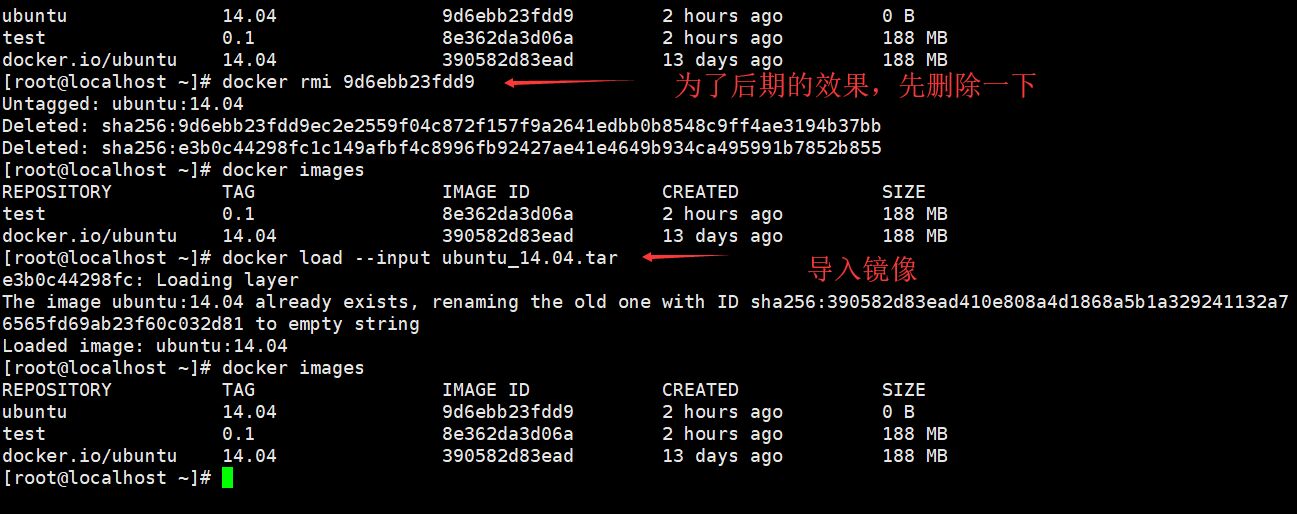 ubuntu 14.04 9d6ebb23fdd9 2 hours ago 0 B
test 0.1 8e362da3d06a 2 hours ago 188 MB
docker.io/ubuntu 14.04 390582d83ead 13 days ago 188 MB
[root@localhost ~]# docker rmi 9d6ebb23fdd9 为了后期的效果，先删除一下
Untagged: ubuntu:14.04
Deleted: sha256:9d6ebb23fdd9ec2e2559f04c872f157f9a2641edbb0b8548c9ff4ae3194b37bb
Deleted: sha256:e3b0c44298fc1c149afbf4c8996fb92427ae41e4649b934ca495991b7852b855
[root@localhost ~]# docker images
REPOSITORY TAG IMAGE ID CREATED SIZE
test 0.1 8e362da3d06a 2 hours ago 188 MB
docker.io/ubuntu 14.04 390582d83ead 13 days ago 188 MB
[root@localhost ~]# docker load --input ubuntu_14.04.tar 导入镜像
e3b0c44298fc: Loading layer
The image ubuntu:14.04 already exists, renaming the old one with ID sha256:390582d83ead410e808a4d1868a5b1a329241132a7
6565fd69ab23f60c032d81 to empty string
Loaded image: ubuntu:14.04
[root@localhost ~]# docker images
REPOSITORY TAG IMAGE ID CREATED SIZE
ubuntu 14.04 9d6ebb23fdd9 2 hours ago 0 B
test 0.1 8e362da3d06a 2 hours ago 188 MB
docker.io/ubuntu 14.04 390582d83ead 13 days ago 188 MB
[root@localhost ~]#